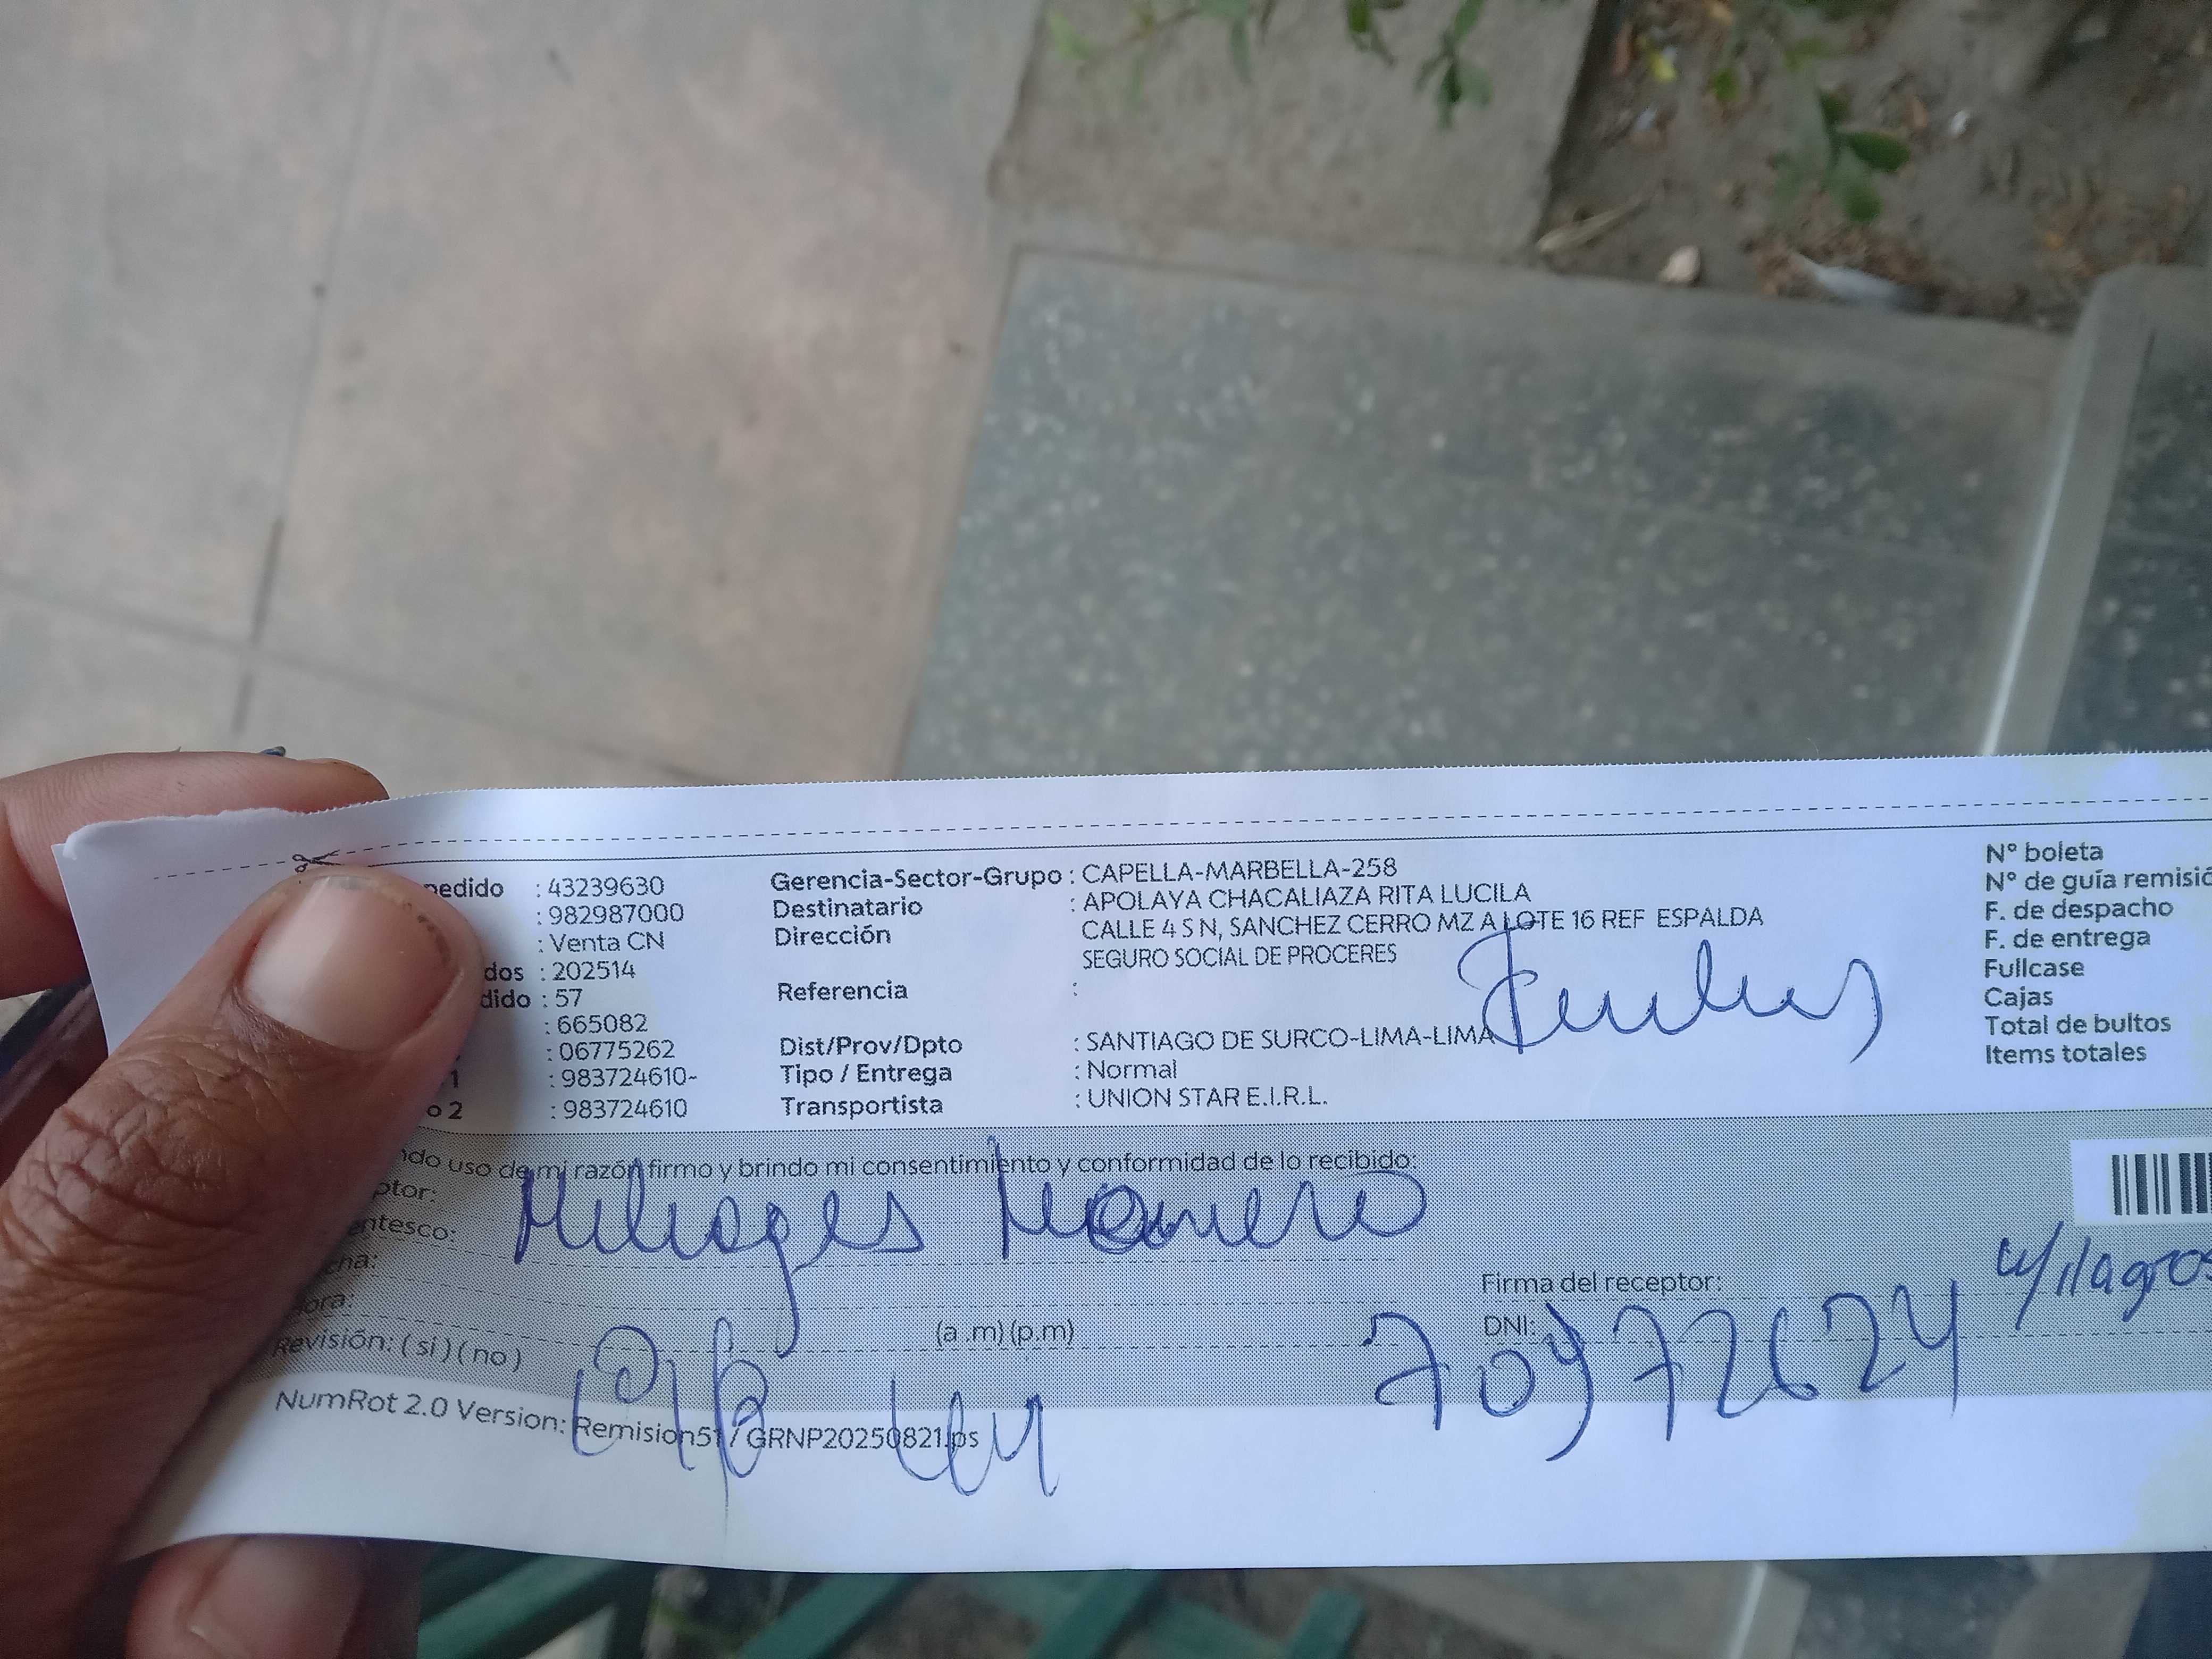 pedido : 43239630 Gerencia-Sector-Grupo : CAPELLA-MARBELLA-258 N° boleta
: 982987000 Destinatario : APOLAYA CHACALIAZA RITA LUCILA N° de guía remisió
: Venta CN Dirección CALLE 4 S N, SANCHEZ CERRO MZ A LOTE 16 REF ESPALDA F. de despacho
dos : 202514 SEGURO SOCIAL DE PROCERES F. de entrega
dido : 57 Referencia : Fullcase
: 665082 Cajas
: 06775262 Dist/Prov/Dpto : SANTIAGO DE SURCO-LIMA-LIMA Total de bultos
1 : 983724610- Tipo / Entrega : Normal Items totales
o 2 : 983724610 Transportista : UNION STAR E.I.R.L.
ndo uso de mi razón firmo y brindo mi consentimiento y conformidad de lo recibido:
ptor:
entesco:
cha: Firma del receptor: Milagros
ora: (a .m) (p.m) DNI: 70972624
Revisión: ( si ) ( no )
NumRot 2.0 Version: Remision51 / GRNP20250821.ps